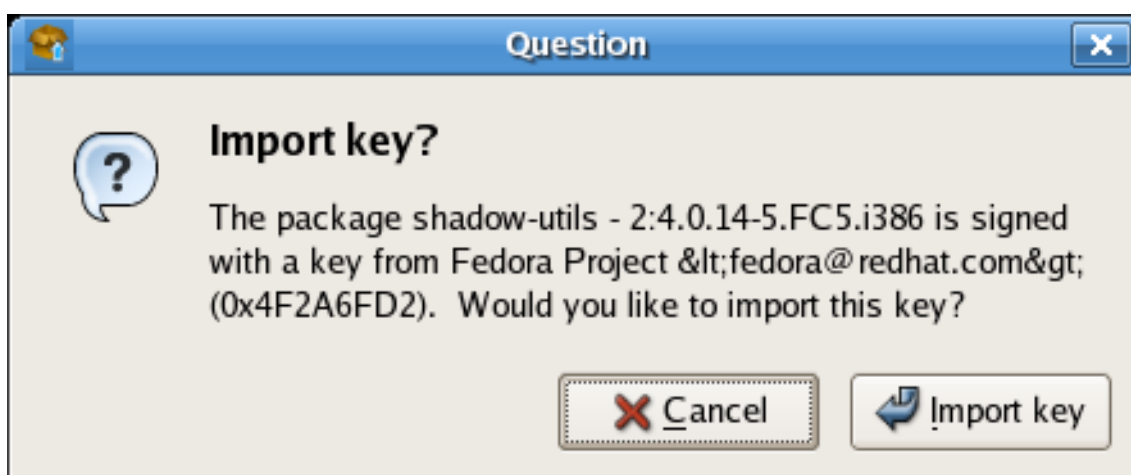 Question
Import key?
The package shadow-utils - 2:4.0.14-5.FC5.i386 is signed
with a key from Fedora Project &lt;fedora@redhat.com&gt;
(0x4F2A6FD2).  Would you like to import this key?
Cancel
Import key